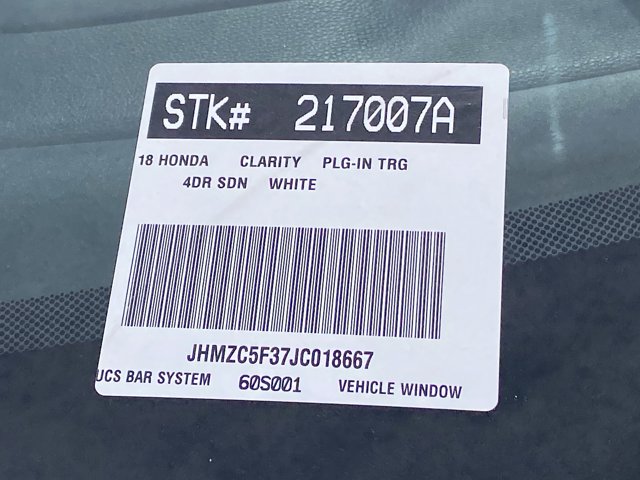 STK# 217007A
18 HONDA CLARITY PLG-IN TRG
4DR SDN WHITE
JHMZC5F37JC018667
UCS BAR SYSTEM 60S001 VEHICLE WINDOW